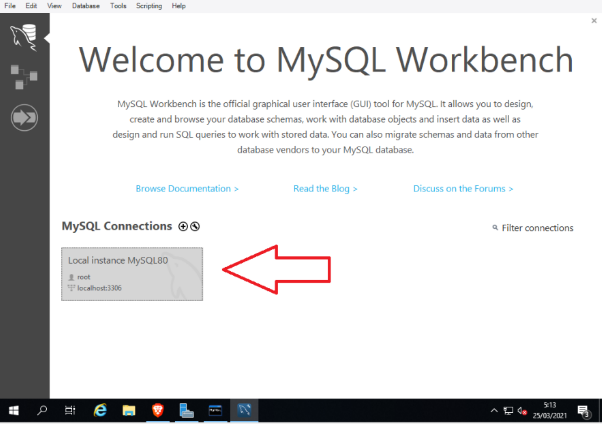 File Edit View Database Tools Scripting Help
Welcome to MySQL Workbench
MySQL Workbench is the official graphical user interface (GUI) tool for MySQL. It allows you to design,
create and browse your database schemas, work with database objects and insert data as well as
design and run SQL queries to work with stored data. You can also migrate schemas and data from other
database vendors to your MySQL database.
Browse Documentation > Read the Blog > Discuss on the Forums >
MySQL Connections Filter connections
Local instance MySQL80
root
localhost:3306
5:13
25/03/2021
3